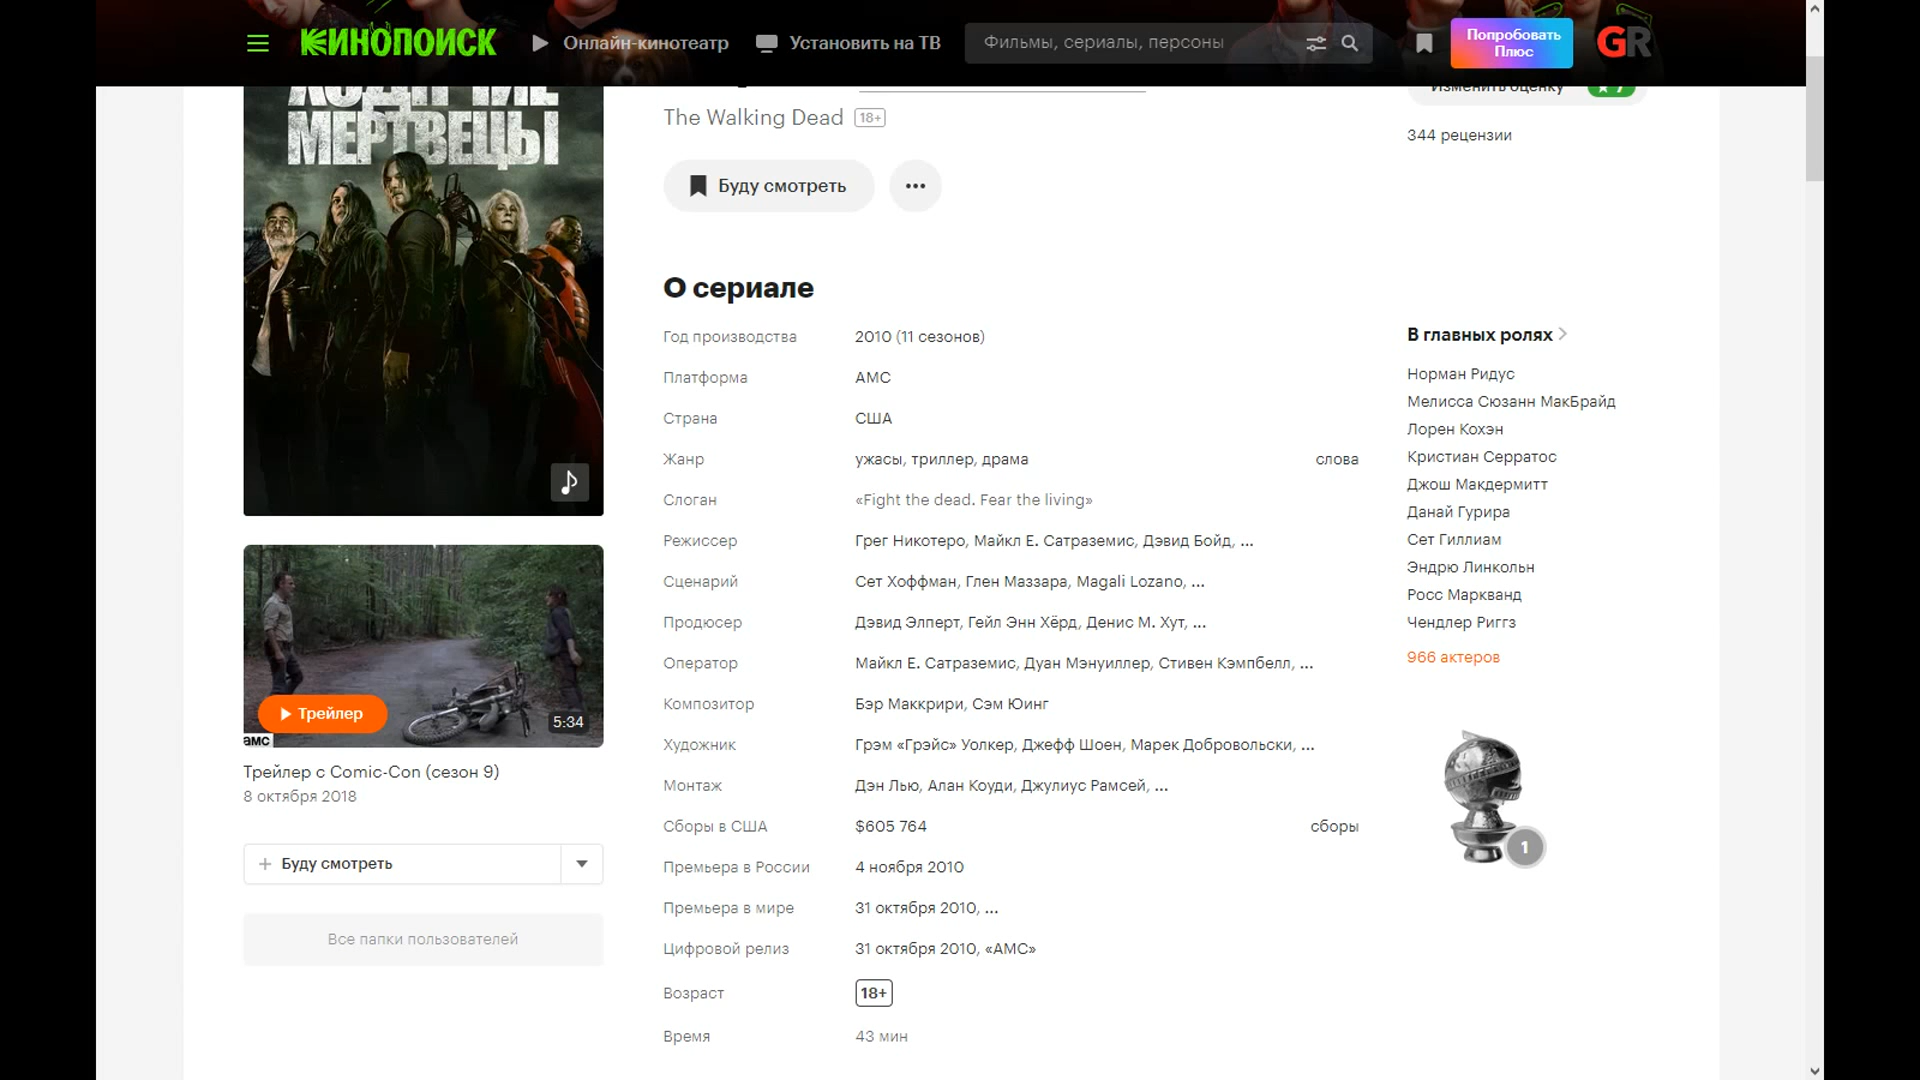 КИНОПОИСК
Онлайн-кинотеатр
Установить на ТВ
Фильмы, сериалы, персоны
Попробовать
Плюс
GR
ХОДЯЧИЕ
МЕРТВЕЦЫ
The Walking Dead 18+
Изменить оценку ★ 7
344 рецензии
Буду смотреть
...
О сериале
Год производства 2010 (11 сезонов)
Платформа AMC
Страна США
Жанр ужасы, триллер, драма слова
Слоган «Fight the dead. Fear the living»
Режиссер Грег Никотеро, Майкл Е. Сатраземис, Дэвид Бойд, ...
Сценарий Сет Хоффман, Глен Маззара, Magali Lozano, ...
Продюсер Дэвид Элперт, Гейл Энн Хёрд, Денис М. Хут, ...
Оператор Майкл Е. Сатраземис, Дуан Мэнуиллер, Стивен Кэмпбелл, ...
Композитор Бэр Маккрири, Сэм Юинг
Художник Грэм «Грэйс» Уолкер, Джефф Шоен, Марек Добровольски, ...
Монтаж Дэн Лью, Алан Коуди, Джулиус Рамсей, ...
Сборы в США $605 764 сборы
Премьера в России 4 ноября 2010
Премьера в мире 31 октября 2010, ...
Цифровой релиз 31 октября 2010, «AMC»
Возраст 18+
Время 43 мин
В главных ролях
Норман Ридус
Мелисса Сюзанн МакБрайд
Лорен Коэн
Кристиан Серратос
Джош Макдермитт
Данай Гурира
Сет Гиллиам
Эндрю Линкольн
Росс Маркванд
Чендлер Риггз
966 актеров
1
Трейлер
5:34
aмc
Трейлер с Comic-Con (сезон 9)
8 октября 2018
+ Буду смотреть
Все папки пользователей